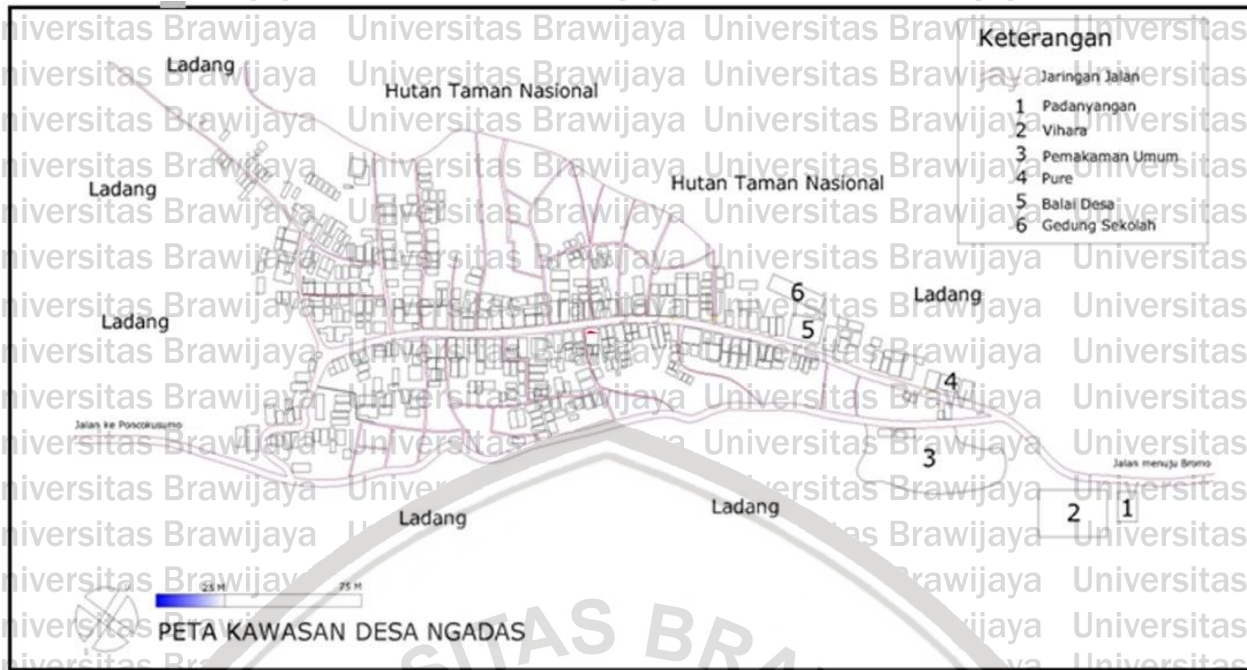 Keterangan
Jaringan Jalan
1 Padanyangan
2 Vihara
3 Pemakaman Umum
4 Pure
5 Balai Desa
6 Gedung Sekolah
Ladang
Hutan Taman Nasional
Hutan Taman Nasional
Ladang
6
Ladang
Ladang
5
4
Jalan ke Poncokusumo
3
Jalan menuju Bromo
Ladang
Ladang
2
1
25 M
75 M
PETA KAWASAN DESA NGADAS
Universitas Brawijaya